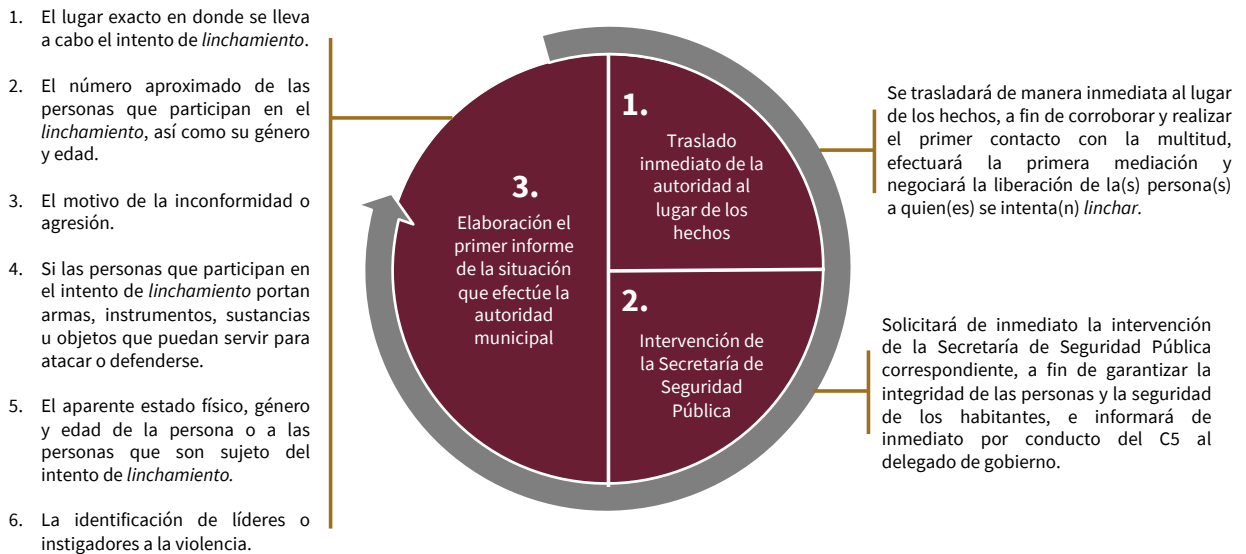 1. El lugar exacto en donde se lleva
a cabo el intento de linchamiento.
2. El número aproximado de las
personas que participan en el
linchamiento, así como su género
y edad.
3. El motivo de la inconformidad o
agresión.
4. Si las personas que participan en
el intento de linchamiento portan
armas, instrumentos, sustancias
u objetos que puedan servir para
atacar o defenderse.
5. El aparente estado físico, género
y edad de la persona o a las
personas que son sujeto del
intento de linchamiento.
6. La identificación de líderes o
instigadores a la violencia.
3.
Elaboración el
primer informe
de la situación
que efectúe la
autoridad
municipal
1.
Traslado
inmediato de la
autoridad al
lugar de los
hechos
2.
Intervención de
la Secretaría de
Seguridad
Pública
Se trasladará de manera inmediata al lugar
de los hechos, a fin de corroborar y realizar
el primer contacto con la multitud,
efectuará la primera mediación y
negociará la liberación de la(s) persona(s)
a quien(es) se intenta(n) linchar.
Solicitará de inmediato la intervención
de la Secretaría de Seguridad Pública
correspondiente, a fin de garantizar la
integridad de las personas y la seguridad
de los habitantes, e informará de
inmediato por conducto del C5 al
delegado de gobierno.